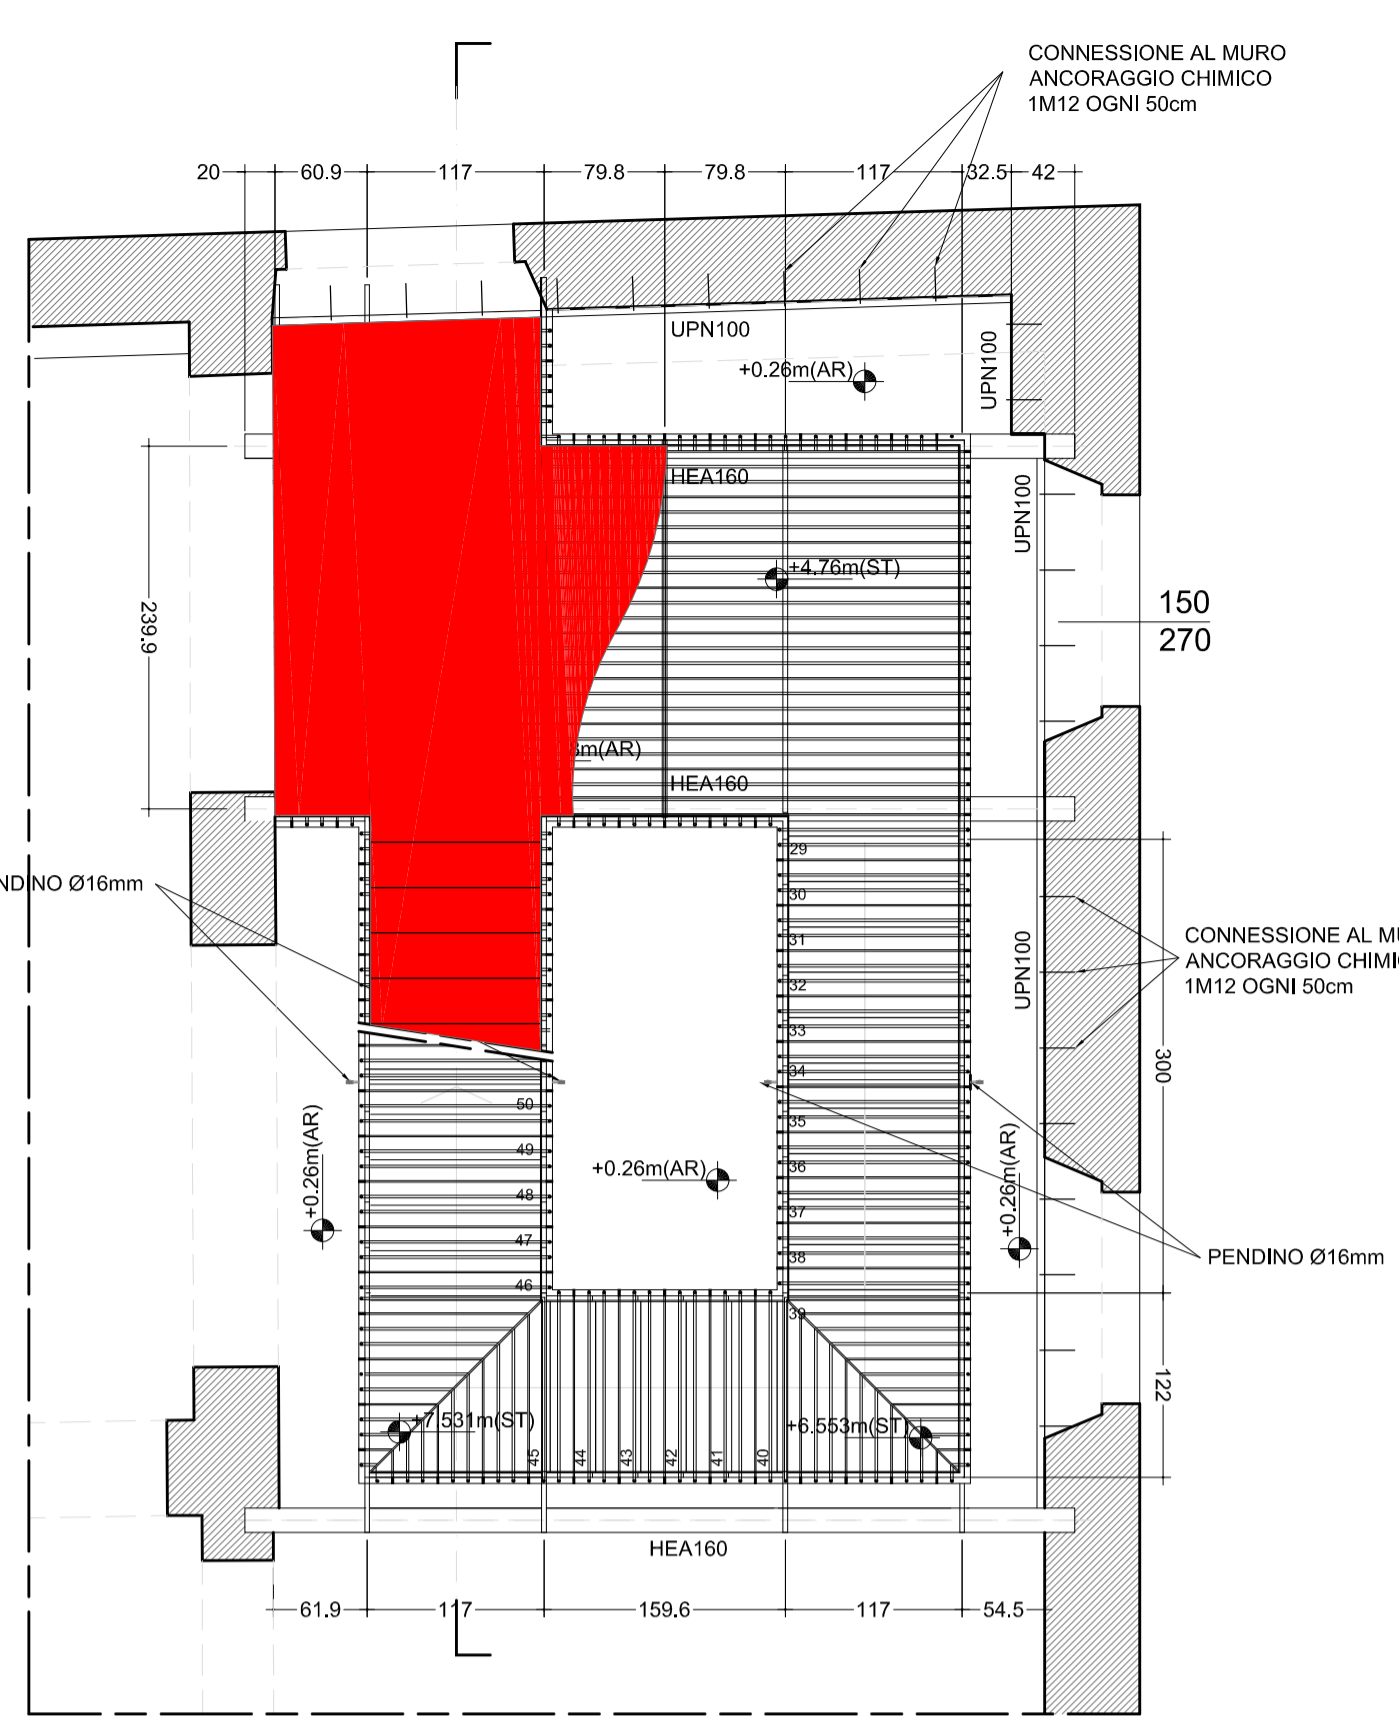 CONNESSIONE AL MURO
ANCORAGGIO CHIMICO
1M12 OGNI 50cm
20
60.9
117
79.8
79.8
117
32.5
42
UPN100
UPN100
+0.26m(AR)
HEA160
UPN100
+4.76m(ST)
150
270
239.9
3m(AR)
HEA160
29
30
31
32
33
34
35
36
37
38
39
NDINO Ø16mm
UPN100
CONNESSIONE AL MU
ANCORAGGIO CHIMIC
1M12 OGNI 50cm
300
50
49
48
47
46
+0.26m(AR)
+0.26m(AR)
+0.26m(AR)
PENDINO Ø16mm
122
+7.531m(ST)
+6.553m(ST)
45
44
43
42
41
40
HEA160
61.9
117
159.6
117
54.5